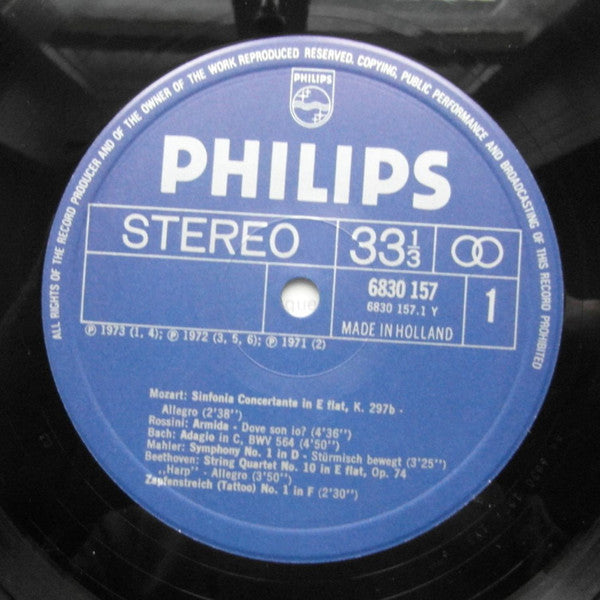 ALL RIGHTS OF THE RECORD PRODUCER AND OF THE OWNER OF THE WORK REPRODUCED RESERVED. COPYING, PUBLIC PERFORMANCE AND BROADCASTING OF THIS RECORD PROHIBITED
PHILIPS
PHILIPS
STEREO
33 1/3
6830 157
6830 157.1 Y
1
MADE IN HOLLAND
℗ 1973 (1, 4); ℗ 1972 (3, 5, 6); ℗ 1971 (2)
Mozart: Sinfonia Concertante in E flat, K. 297b -
Allegro (2'38'')
Rossini: Armida - Dove son io? (4'36'')
Bach: Adagio in C, BWV 564 (4'50'')
Mahler: Symphony No. 1 in D - Stürmisch bewegt (3'25'')
Beethoven: String Quartet No. 10 in E flat, Op. 74
„Harp" - Allegro (3'50'')
Zapfenstreich (Tattoo) No. 1 in F (2'30'')